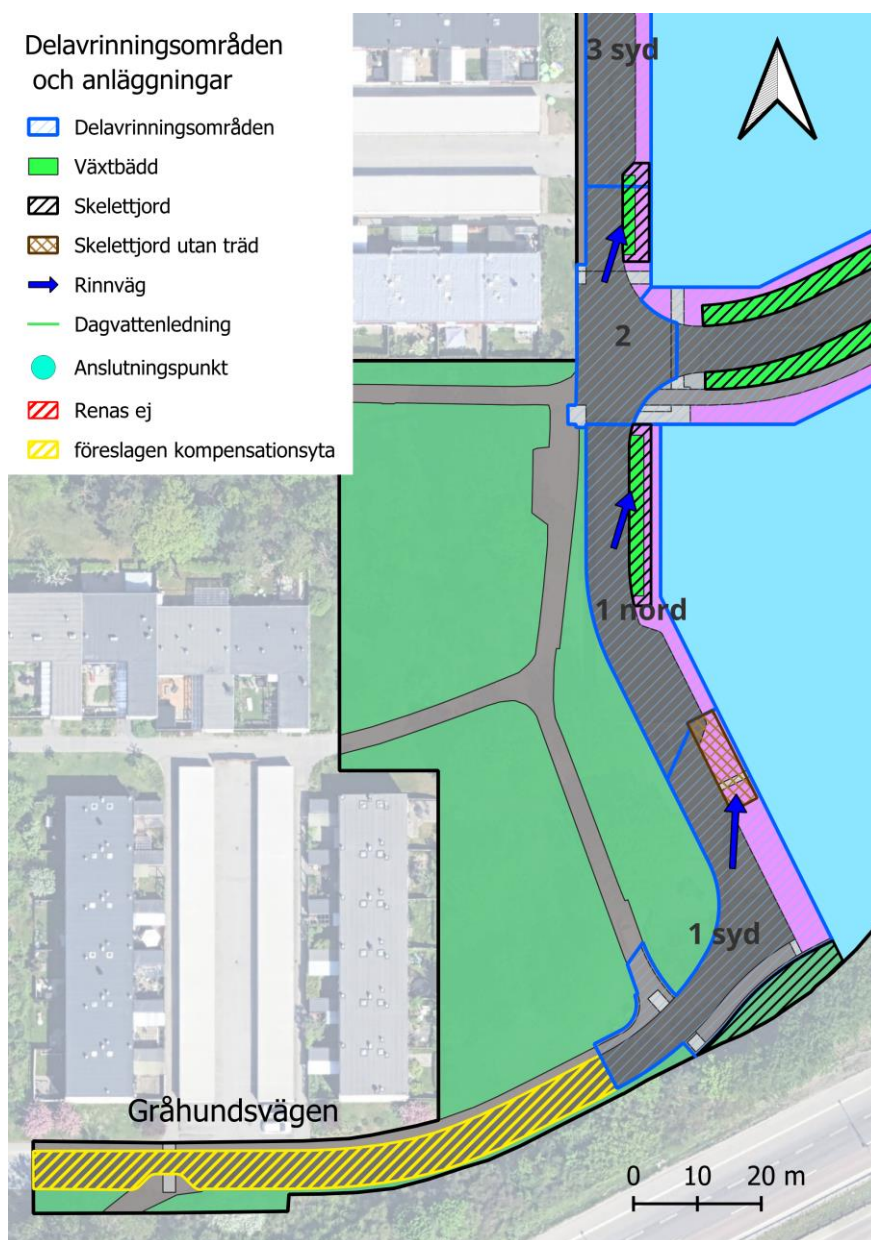 Delavrinningsområden
och anläggningar
Delavrinningsområden
Växtbädd
Skelettjord
Skelettjord utan träd
Rinnväg
Dagvattenledning
Anslutningspunkt
Renas ej
föreslagen kompensationsyta
3 syd
2
1 nord
1 syd
Gråhundsvägen
0 10 20 m